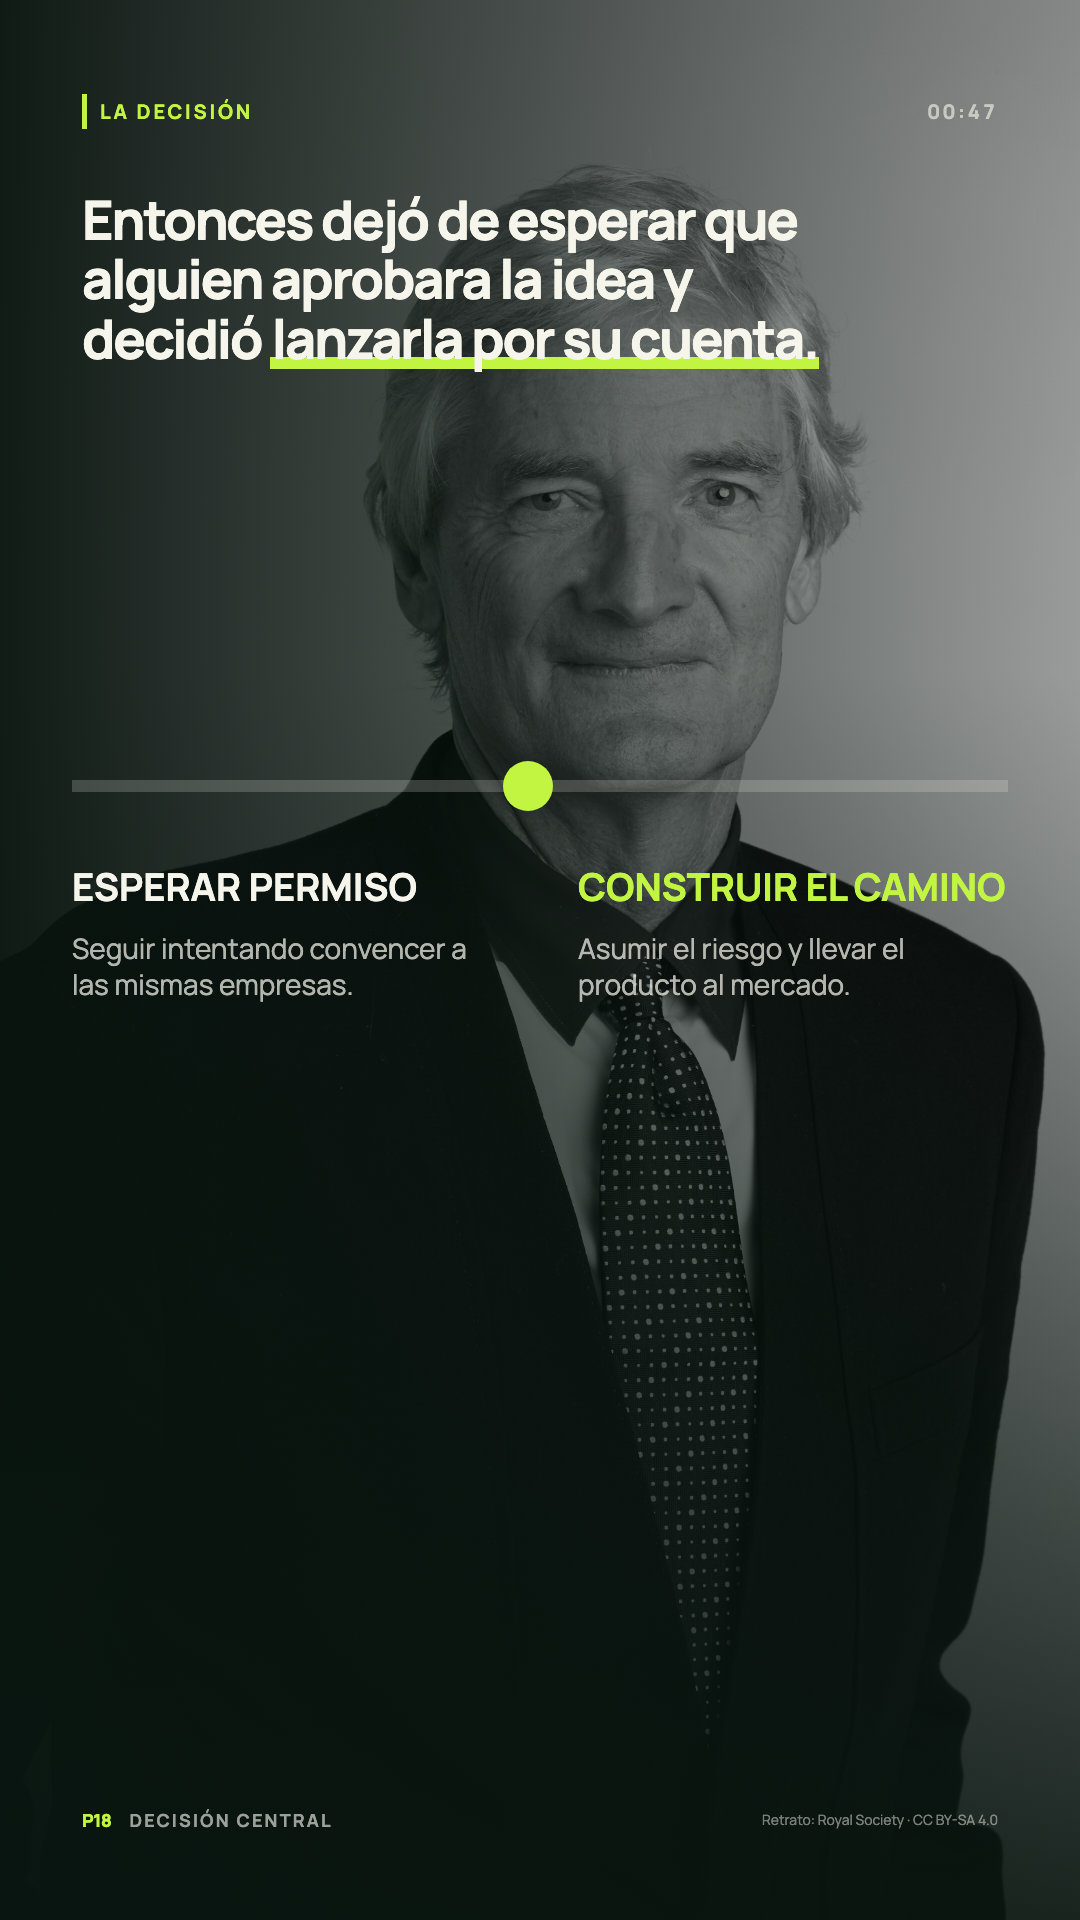 LA DECISIÓN
00:47
Entonces dejó de esperar que
alguien aprobara la idea y
decidió lanzarla por su cuenta.
ESPERAR PERMISO
Seguir intentando convencer a
las mismas empresas.
CONSTRUIR EL CAMINO
Asumir el riesgo y llevar el
producto al mercado.
P18 DECISIÓN CENTRAL
Retrato: Royal Society · CC BY-SA 4.0